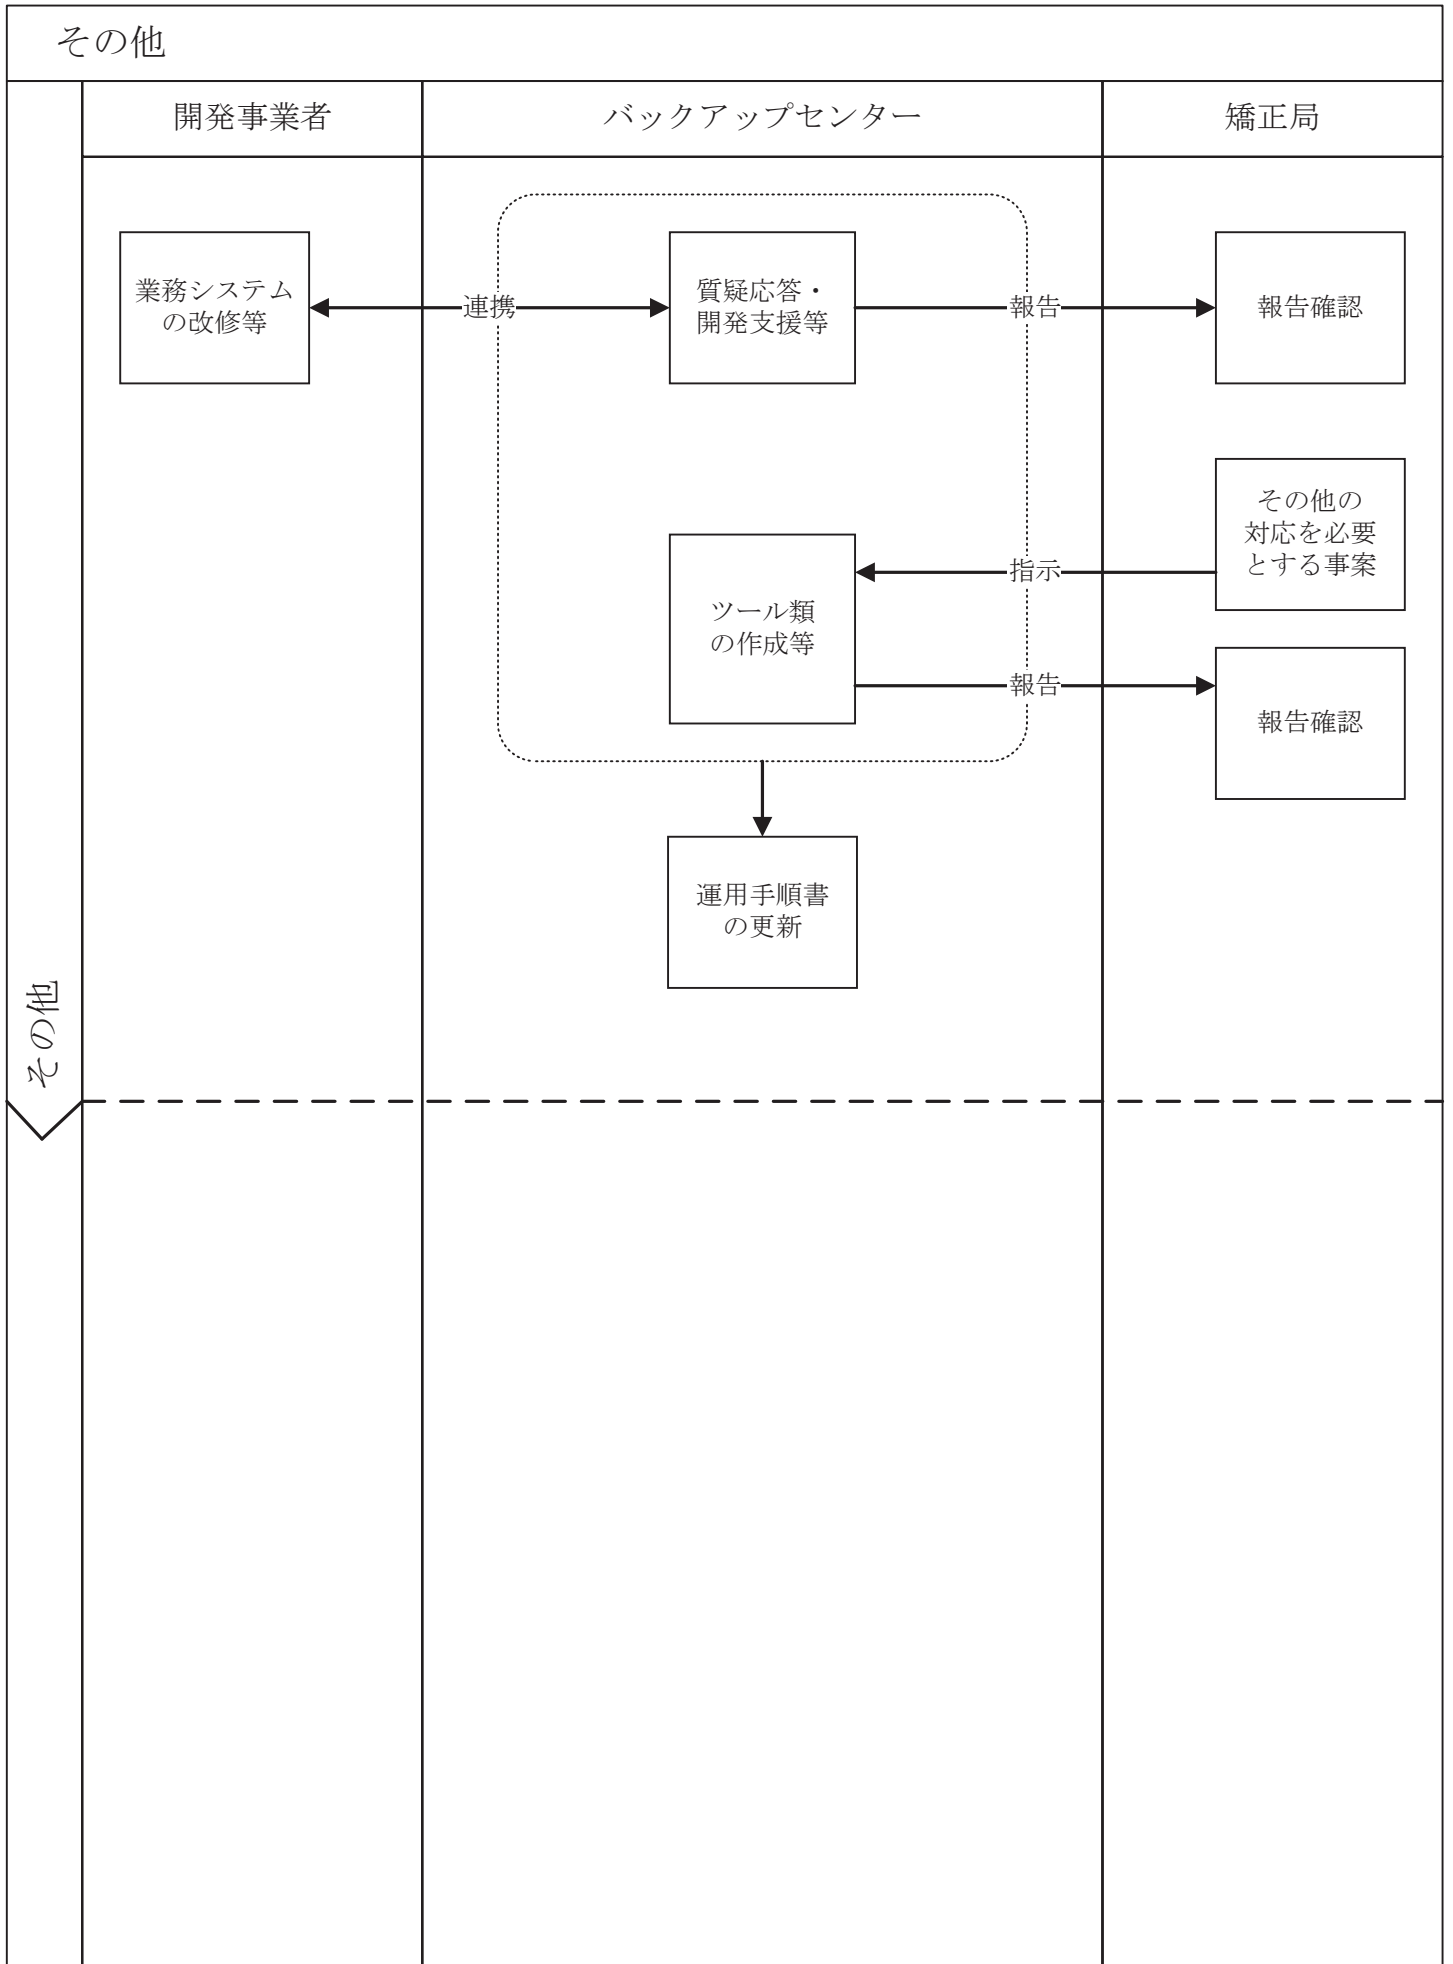 その他
開発事業者
バックアップセンター
矯正局
業務システム
の改修等
連携
質疑応答・
開発支援等
報告
報告確認
その他の
対応を必要
とする事案
指示
ツール類
の作成等
報告
報告確認
運用手順書
の更新
その他